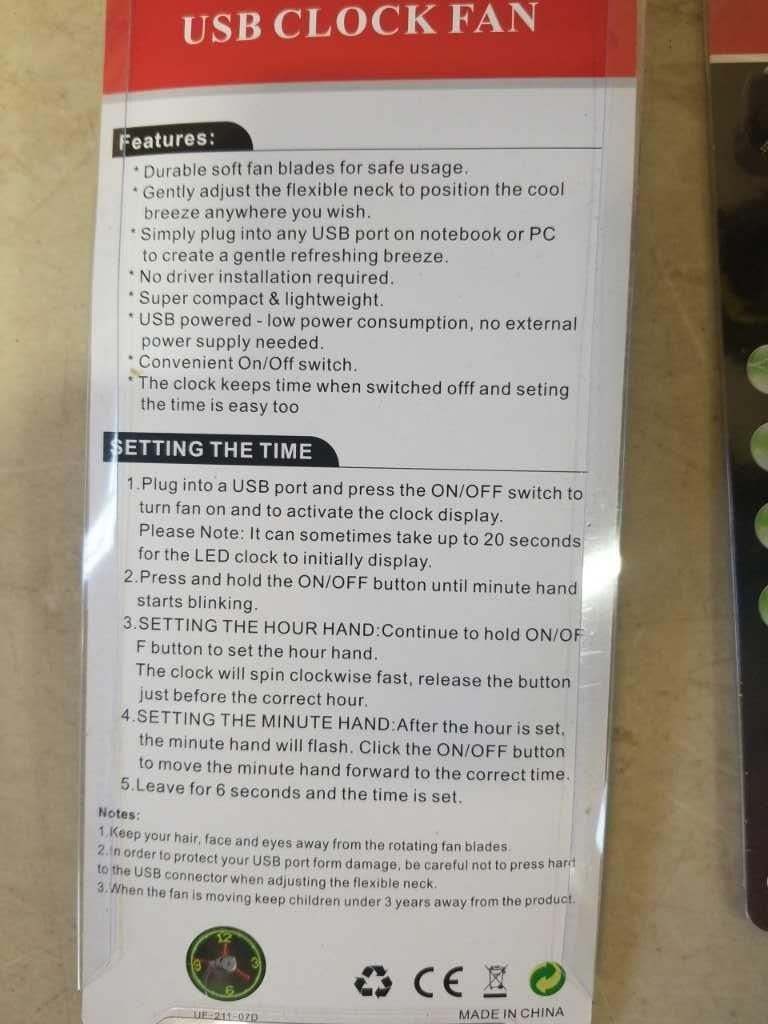 USB CLOCK FAN
Features:
* Durable soft fan blades for safe usage.
* Gently adjust the flexible neck to position the cool
breeze anywhere you wish.
* Simply plug into any USB port on notebook or PC
to create a gentle refreshing breeze.
* No driver installation required.
* Super compact & lightweight.
* USB powered - low power consumption, no external
power supply needed.
* Convenient On/Off switch.
* The clock keeps time when switched offf and seting
the time is easy too
SETTING THE TIME
1.Plug into a USB port and press the ON/OFF switch to
turn fan on and to activate the clock display.
Please Note: It can sometimes take up to 20 seconds
for the LED clock to initially display.
2.Press and hold the ON/OFF button until minute hand
starts blinking.
3.SETTING THE HOUR HAND:Continue to hold ON/OF
F button to set the hour hand.
The clock will spin clockwise fast, release the button
just before the correct hour.
4.SETTING THE MINUTE HAND:After the hour is set,
the minute hand will flash. Click the ON/OFF button
to move the minute hand forward to the correct time.
5.Leave for 6 seconds and the time is set.
Notes:
1.Keep your hair, face and eyes away from the rotating fan blades.
2.In order to protect your USB port form damage, be careful not to press hard
to the USB connector when adjusting the flexible neck.
3.When the fan is moving keep children under 3 years away from the product.
12
9 3
6
CE
UF-211-07D
MADE IN CHINA